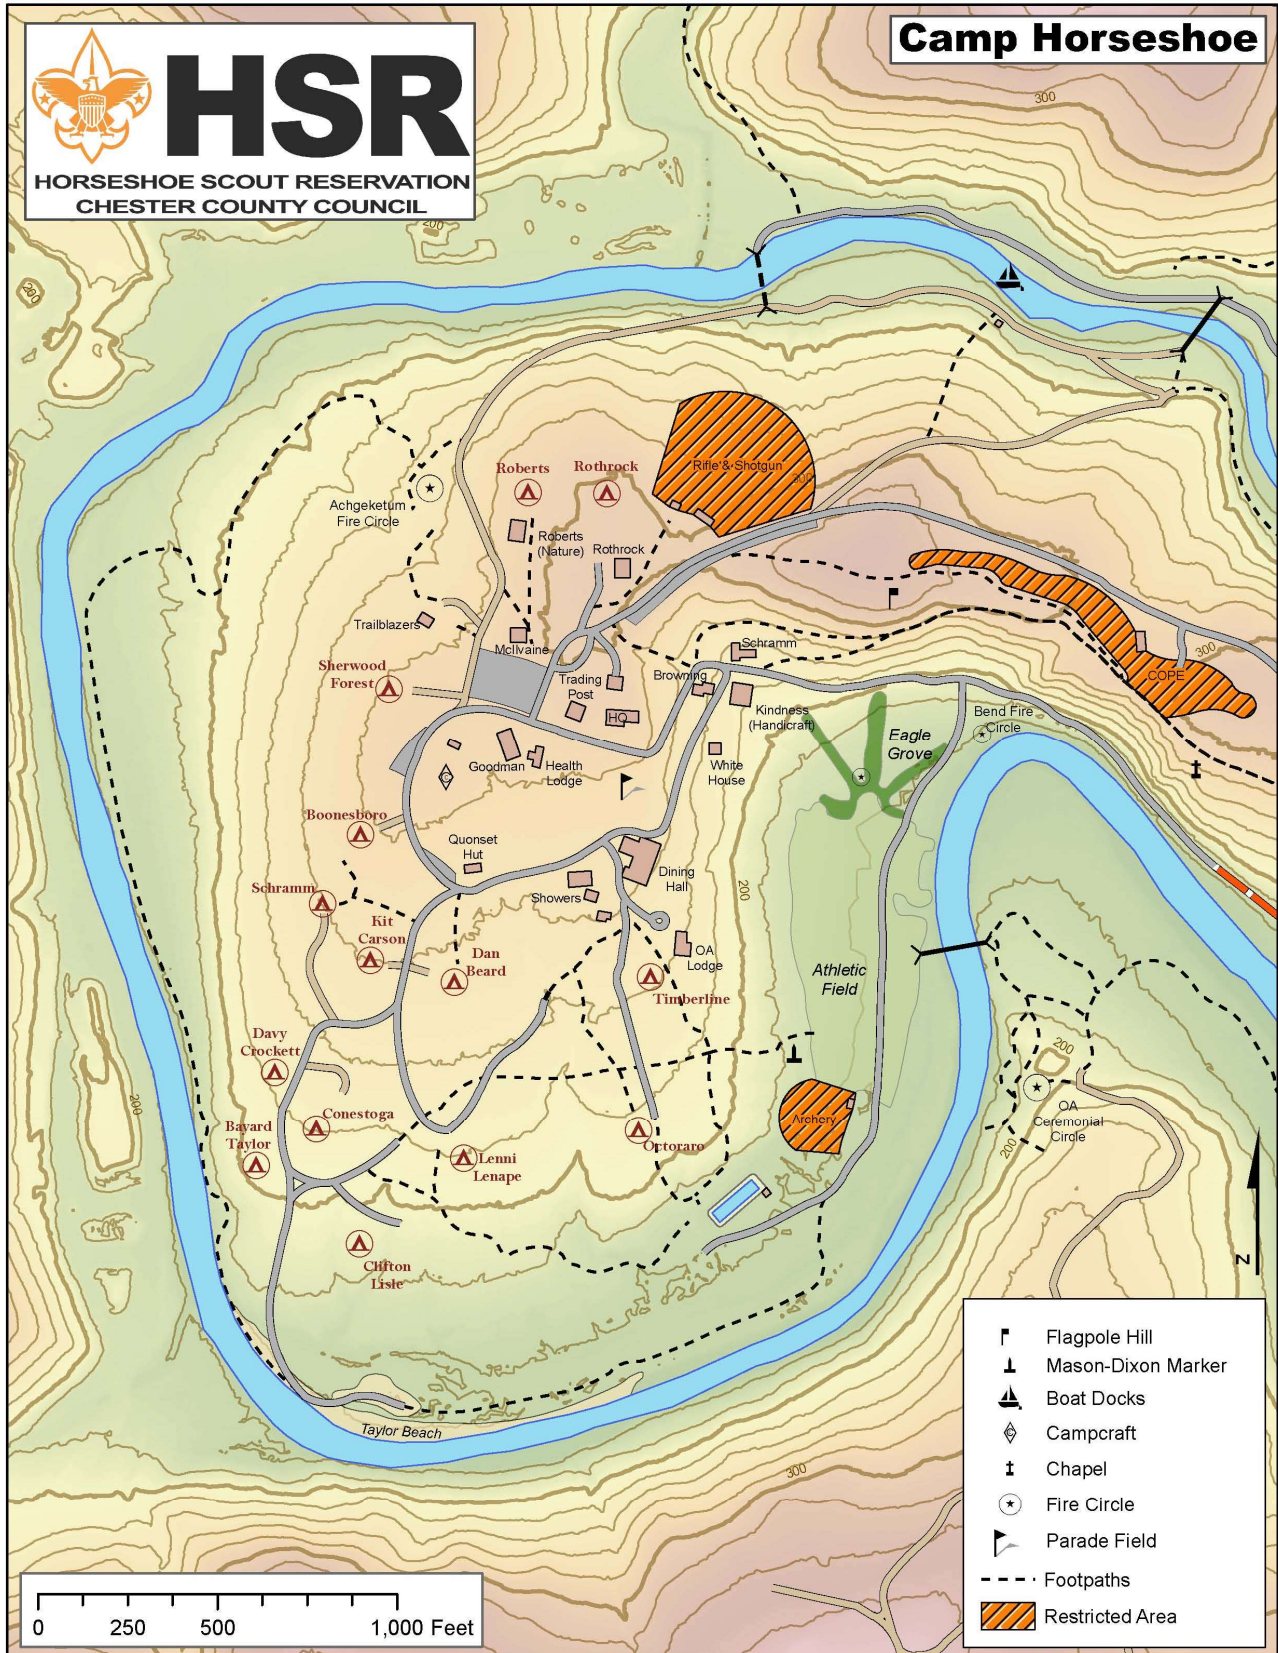 Camp Horseshoe
HSR
HORSESHOE SCOUT RESERVATION
CHESTER COUNTY COUNCIL
300
200
200
Roberts
Rothrock
Rifle & Shotgun
300
Achgeketum
Fire Circle
Roberts
(Nature)
Rothrock
Trailblazers
McIlvaine
Schramm
300
Sherwood
Forest
Trading
Post
Browning
COPE
HQ
Kindness
(Handicraft)
Bend Fire
Circle
Eagle
Grove
Goodman
Health
Lodge
White
House
C
Boonesboro
Quonset
Hut
Dining
Hall
200
Schramm
Showers
Kit
Carson
Dan
Beard
OA
Lodge
Timberline
Athletic
Field
Davy
Crockett
200
200
Conestoga
Archery
OA
Ceremonial
Circle
Bayard
Taylor
Octoraro
200
Lenni
Lenape
Clifton
Lisle
N
Taylor Beach
300
Flagpole Hill
Mason-Dixon Marker
Boat Docks
C
Campcraft
Chapel
Fire Circle
Parade Field
Footpaths
Restricted Area
0 250 500 1,000 Feet